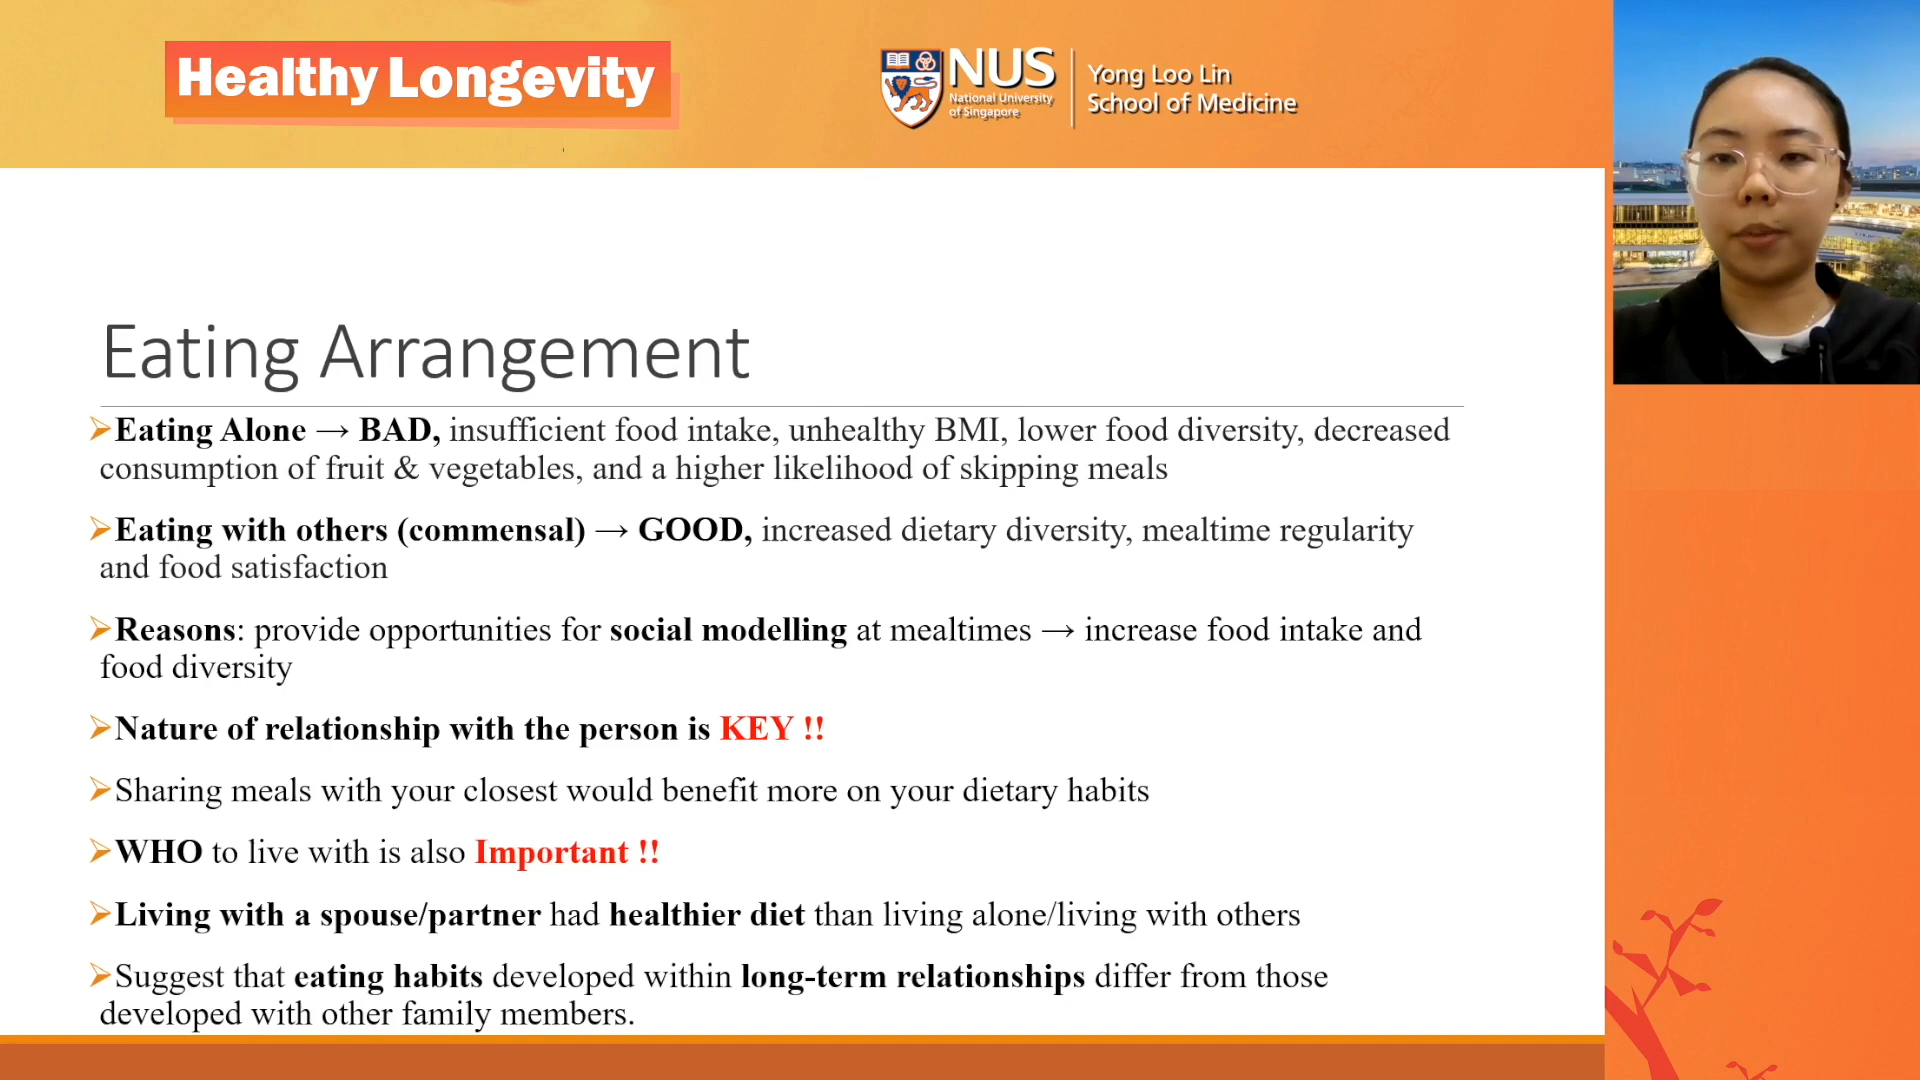 Healthy Longevity
NUS
National University
of Singapore
Yong Loo Lin
School of Medicine
Eating Arrangement
➢Eating Alone → BAD, insufficient food intake, unhealthy BMI, lower food diversity, decreased
consumption of fruit & vegetables, and a higher likelihood of skipping meals
➢Eating with others (commensal) → GOOD, increased dietary diversity, mealtime regularity
and food satisfaction
➢Reasons: provide opportunities for social modelling at mealtimes → increase food intake and
food diversity
➢Nature of relationship with the person is KEY !!
➢Sharing meals with your closest would benefit more on your dietary habits
➢WHO to live with is also Important !!
➢Living with a spouse/partner had healthier diet than living alone/living with others
➢Suggest that eating habits developed within long-term relationships differ from those
developed with other family members.